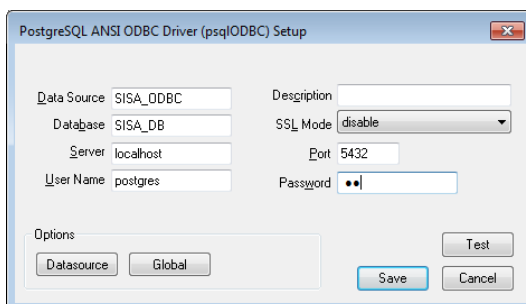 PostgreSQL ANSI ODBC Driver (psqlODBC) Setup
Data Source SISA_ODBC
Description
Database SISA_DB
SSL Mode disable
Server localhost
Port 5432
User Name postgres
Password ••
Options
Datasource
Global
Test
Save
Cancel